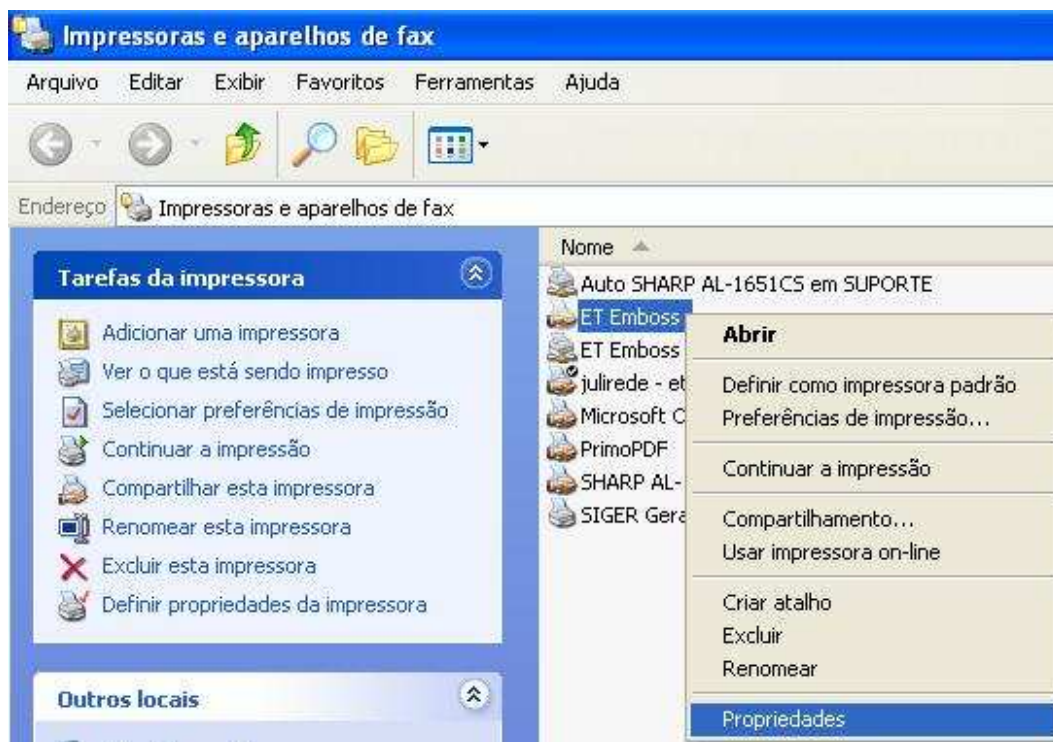 Impressoras e aparelhos de fax
Arquivo Editar Exibir Favoritos Ferramentas Ajuda
Endereço Impressoras e aparelhos de fax
Tarefas da impressora
Adicionar uma impressora
Ver o que está sendo impresso
Selecionar preferências de impressão
Continuar a impressão
Compartilhar esta impressora
Renomear esta impressora
Excluir esta impressora
Definir propriedades da impressora
Outros locais
Nome
Auto SHARP AL-1651CS em SUPORTE
ET Emboss
ET Emboss
julirede - et
Microsoft O
PrimoPDF
SHARP AL-
SIGER Gera
Abrir
Definir como impressora padrão
Preferências de impressão...
Continuar a impressão
Compartilhamento...
Usar impressora on-line
Criar atalho
Excluir
Renomear
Propriedades